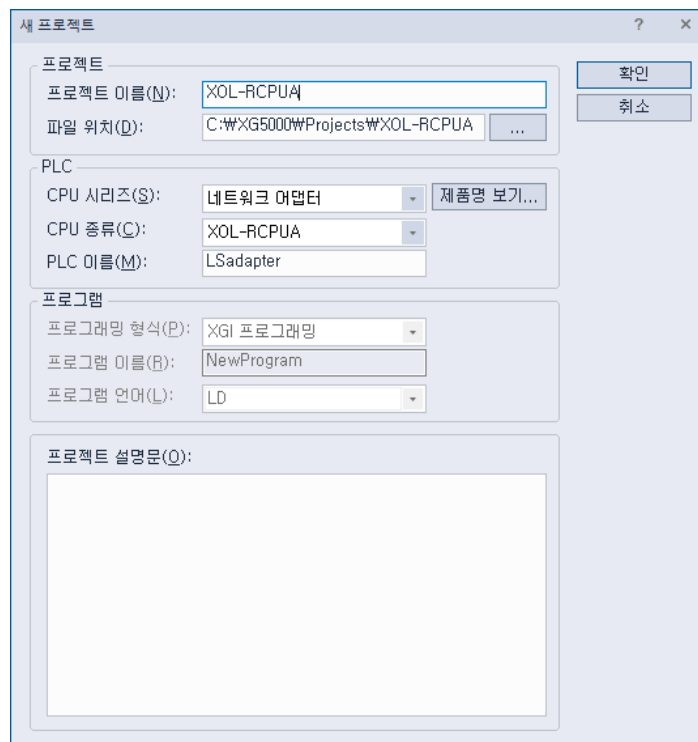 새 프로젝트
프로젝트
프로젝트 이름(N): XOL-RCPUA
파일 위치(D): C:₩XG5000₩Projects₩XOL-RCPUA ...
확인
취소
PLC
CPU 시리즈(S): 네트워크 어댑터 제품명 보기...
CPU 종류(C): XOL-RCPUA
PLC 이름(M): LSadapter
프로그램
프로그래밍 형식(P): XGI 프로그래밍
프로그램 이름(R): NewProgram
프로그램 언어(L): LD
프로젝트 설명문(O):